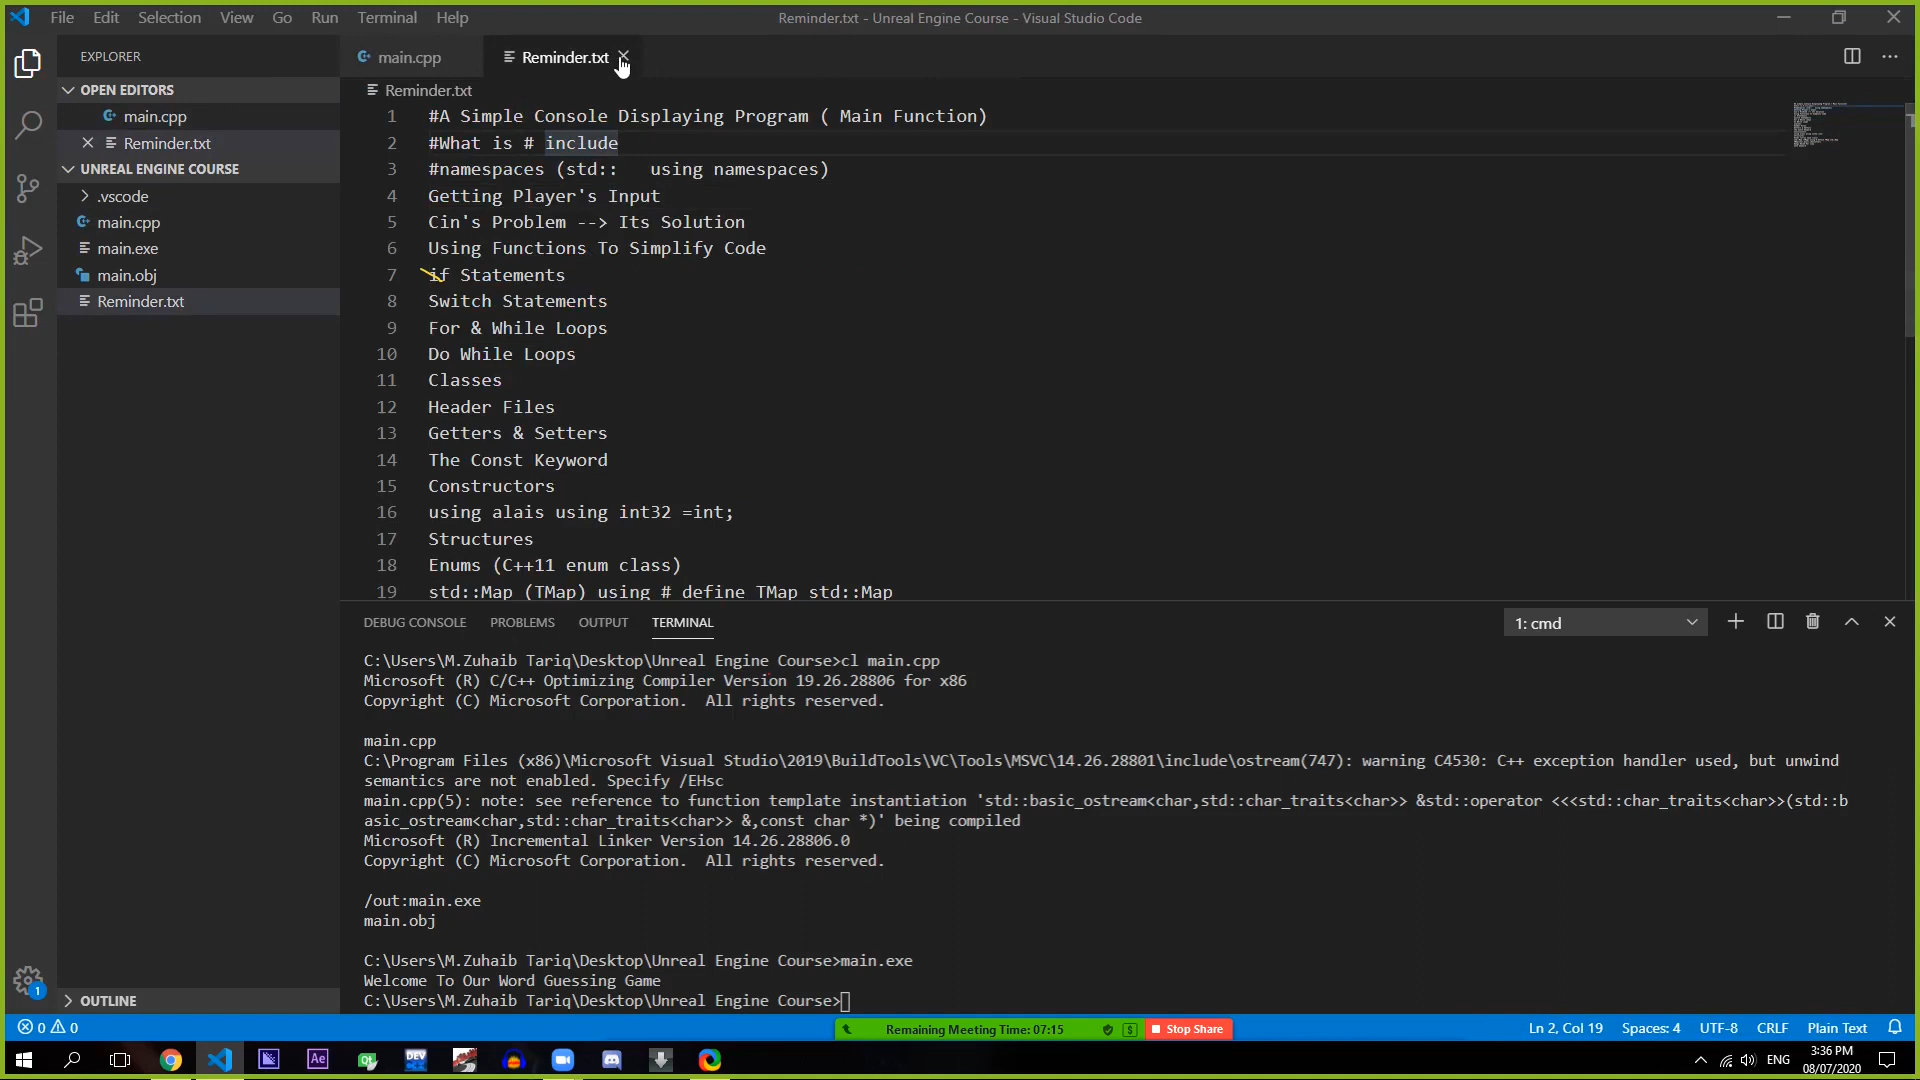 File Edit Selection View Go Run Terminal Help
Reminder.txt - Unreal Engine Course - Visual Studio Code
EXPLORER
OPEN EDITORS
main.cpp
Reminder.txt
UNREAL ENGINE COURSE
.vscode
main.cpp
main.exe
main.obj
Reminder.txt
OUTLINE
main.cpp
Reminder.txt
Reminder.txt
1 #A Simple Console Displaying Program ( Main Function)
2 #What is # include
3 #namespaces (std::   using namespaces)
4 Getting Player's Input
5 Cin's Problem --> Its Solution
6 Using Functions To Simplify Code
7 if Statements
8 Switch Statements
9 For & While Loops
10 Do While Loops
11 Classes
12 Header Files
13 Getters & Setters
14 The Const Keyword
15 Constructors
16 using alais using int32 =int;
17 Structures
18 Enums (C++11 enum class)
19 std::Map (TMap) using # define TMap std::Map
DEBUG CONSOLE PROBLEMS OUTPUT TERMINAL
1: cmd
C:\Users\M.Zuhaib Tariq\Desktop\Unreal Engine Course>cl main.cpp
Microsoft (R) C/C++ Optimizing Compiler Version 19.26.28806 for x86
Copyright (C) Microsoft Corporation.  All rights reserved.
main.cpp
C:\Program Files (x86)\Microsoft Visual Studio\2019\BuildTools\VC\Tools\MSVC\14.26.28801\include\ostream(747): warning C4530: C++ exception handler used, but unwind
semantics are not enabled. Specify /EHsc
main.cpp(5): note: see reference to function template instantiation 'std::basic_ostream<char,std::char_traits<char>> &std::operator <<<std::char_traits<char>>(std::b
asic_ostream<char,std::char_traits<char>> &,const char *)' being compiled
Microsoft (R) Incremental Linker Version 14.26.28806.0
Copyright (C) Microsoft Corporation.  All rights reserved.
/out:main.exe
main.obj
C:\Users\M.Zuhaib Tariq\Desktop\Unreal Engine Course>main.exe
Welcome To Our Word Guessing Game
C:\Users\M.Zuhaib Tariq\Desktop\Unreal Engine Course>
1
0 0
Remaining Meeting Time: 07:15
$
Stop Share
Ln 2, Col 19 Spaces: 4 UTF-8 CRLF Plain Text
Ae
Qt
DEV
ENG
3:36 PM
08/07/2020